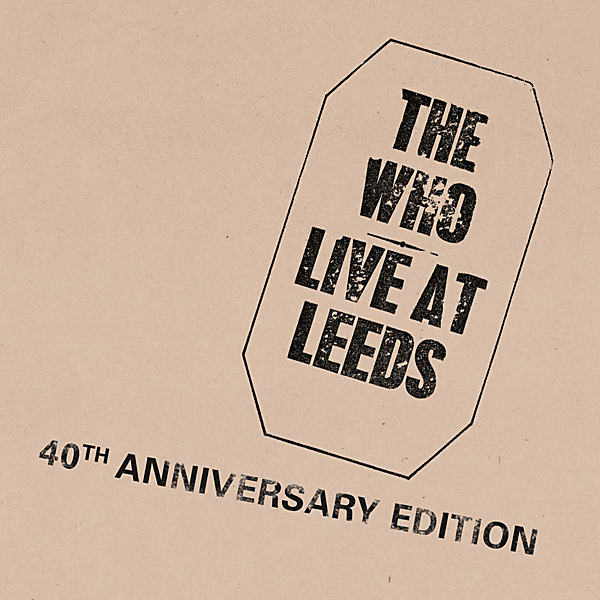 THE
WHO
LIVE AT
LEEDS
40TH ANNIVERSARY EDITION